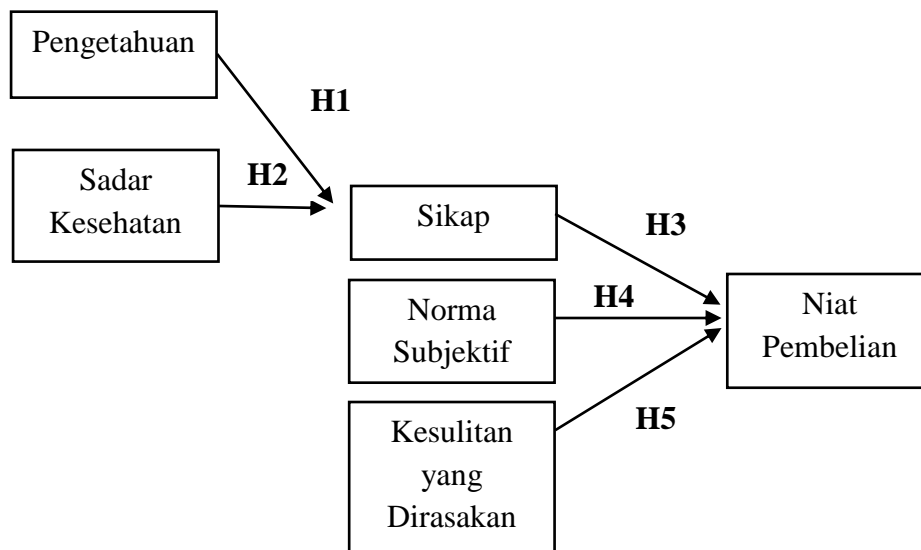 Pengetahuan
H1
Sadar
Kesehatan
H2
Sikap
H3
Norma
Subjektif
H4
Niat
Pembelian
Kesulitan
yang
Dirasakan
H5